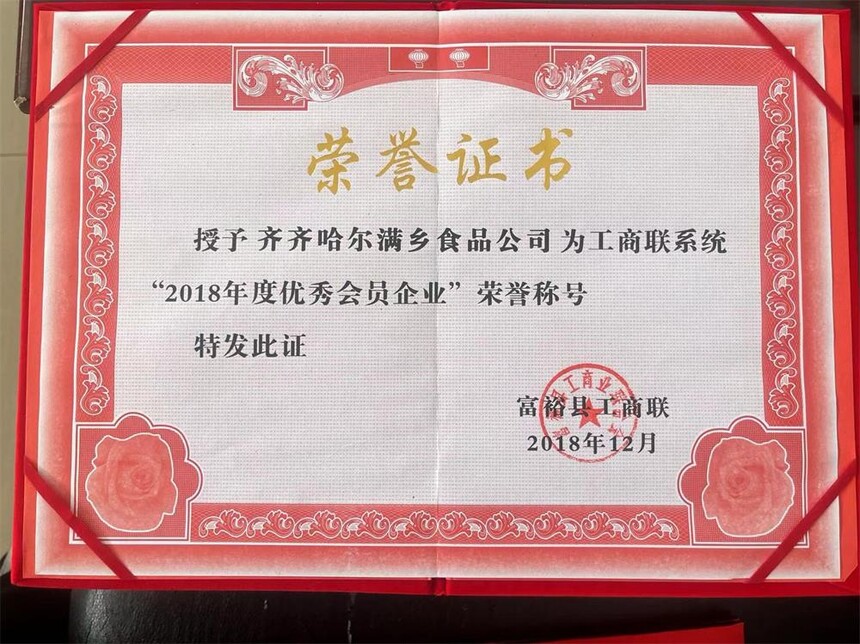 荣誉证书
授予 齐齐哈尔满乡食品公司 为工商联系统
“2018年度优秀会员企业”荣誉称号
特发此证
富裕县工商联
2018年12月